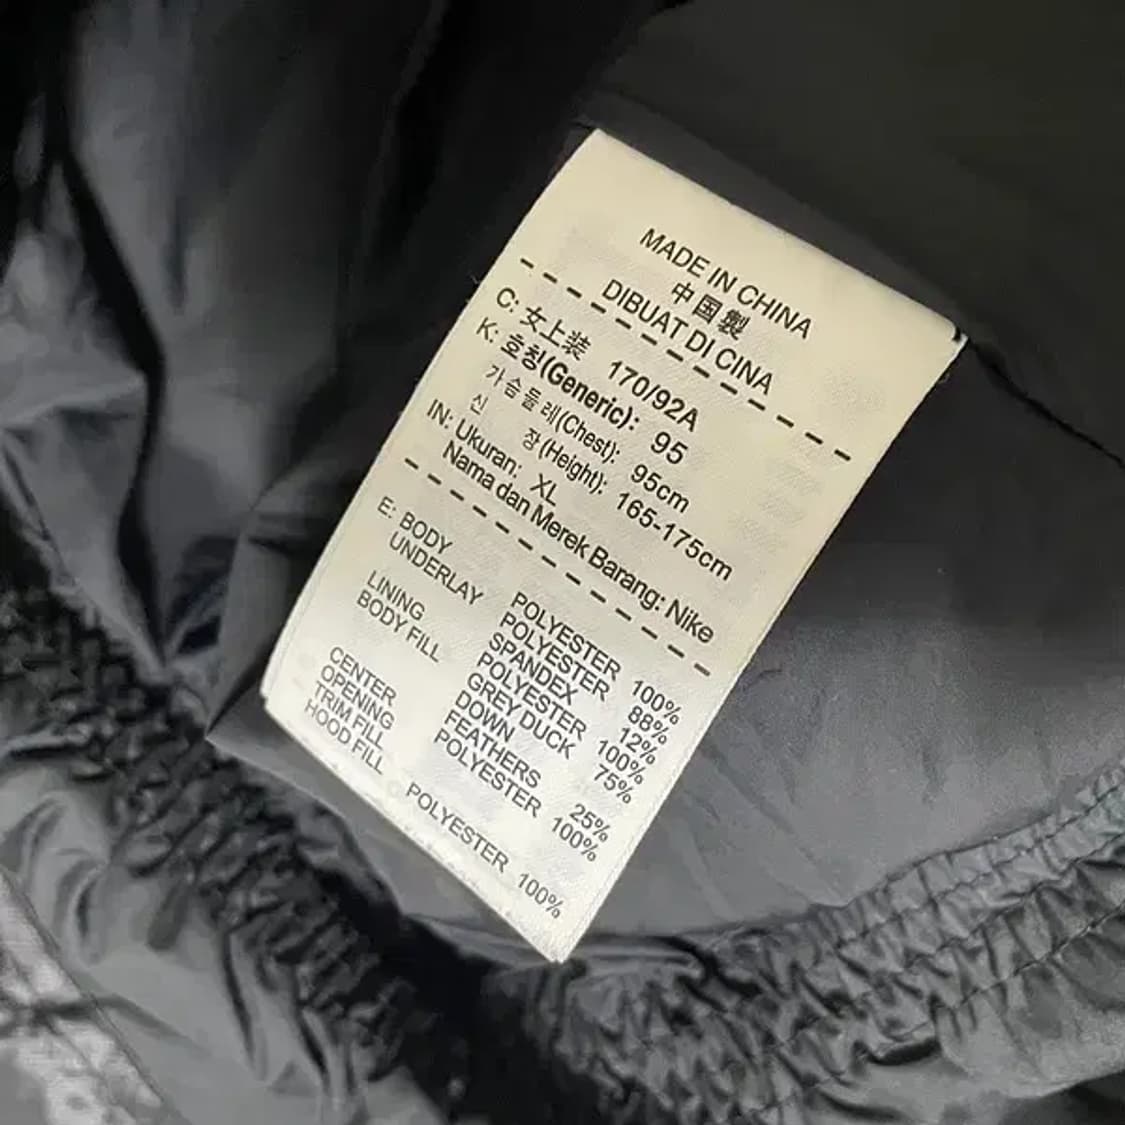 MADE IN CHINA
中国製
DIBUAT DI CINA
C: 女上装 170/92A
K: 호칭(Generic): 95
가슴둘레(Chest): 95cm
신 장(Height): 165-175cm
IN: Ukuran: XL
Nama dan Merek Barang: Nike
E: BODY POLYESTER 100%
UNDERLAY POLYESTER 88%
SPANDEX 12%
LINING POLYESTER 100%
BODY FILL GREY DUCK 75%
DOWN
FEATHERS 25%
CENTER POLYESTER 100%
OPENING
TRIM FILL
HOOD FILL POLYESTER 100%